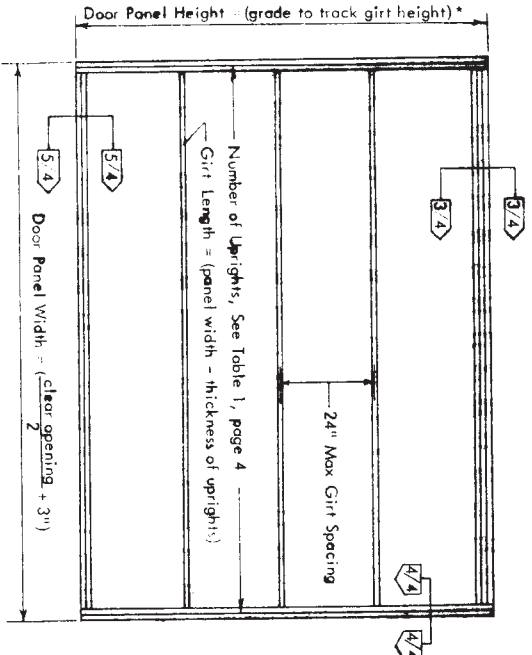 Door Panel Height - (grade to track girt height) *
5/4
5/4
3/4
3/4
Number of Uprights, See Table 1, page 4
Girt Length = (panel width - thickness of uprights)
24" Max Girt Spacing
Door Panel Width = (clear opening
2
+ 3")
4/4
4/4